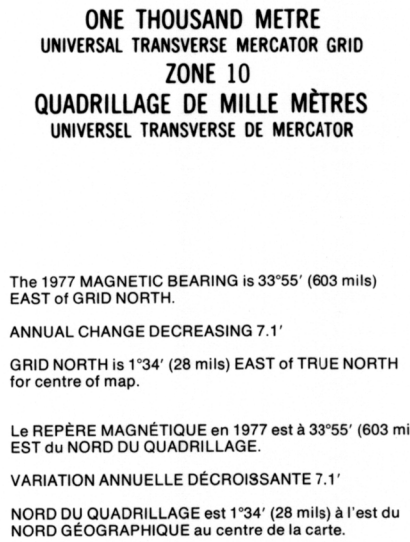 ONE THOUSAND METRE
UNIVERSAL TRANSVERSE MERCATOR GRID
ZONE 10
QUADRILLAGE DE MILLE MÈTRES
UNIVERSEL TRANSVERSE DE MERCATOR
The 1977 MAGNETIC BEARING is 33°55′ (603 mils)
EAST of GRID NORTH.
ANNUAL CHANGE DECREASING 7.1′
GRID NORTH is 1°34′ (28 mils) EAST of TRUE NORTH
for centre of map.
Le REPÈRE MAGNÉTIQUE en 1977 est à 33°55′ (603 mi
EST du NORD DU QUADRILLAGE.
VARIATION ANNUELLE DÉCROISSANTE 7.1′
NORD DU QUADRILLAGE est 1°34′ (28 mils) à l'est du
NORD GÉOGRAPHIQUE au centre de la carte.